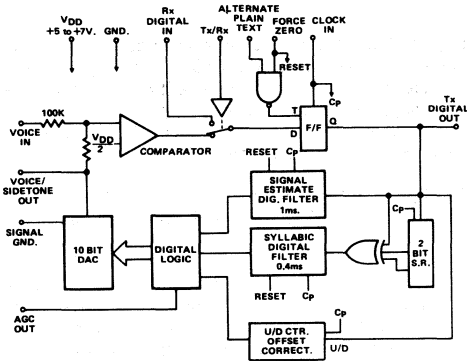 VDD
+5 to +7V.
GND.
Rx
DIGITAL
IN
Tx/Rx
ALTERNATE
PLAIN
TEXT
FORCE
ZERO
CLOCK
IN
RESET
CP
100K
VOICE
IN
VDD
2
COMPARATOR
T
D
F/F
Q
Tx
DIGITAL
OUT
VOICE/
SIDETONE
OUT
RESET
CP
SIGNAL
ESTIMATE
DIG. FILTER
1ms.
CP
SIGNAL
GND.
10 BIT
DAC
DIGITAL
LOGIC
SYLLABIC
DIGITAL
FILTER
0.4ms
2
BIT
S.R.
RESET
CP
AGC
OUT
CP
U/D CTR.
OFFSET
CORRECT.
U/D